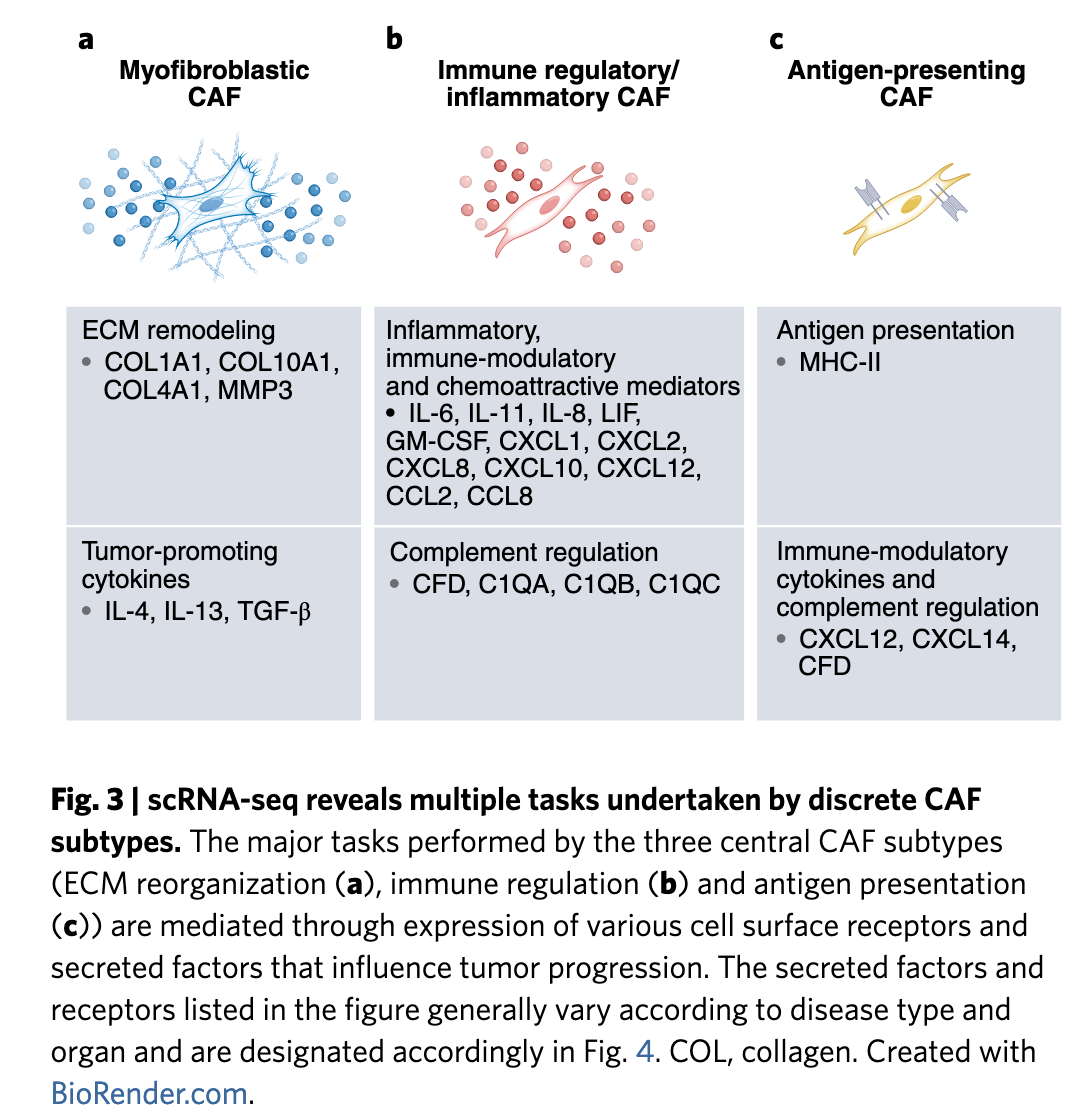 a
Myofibroblastic
CAF
b
Immune regulatory/
inflammatory CAF
c
Antigen-presenting
CAF
ECM remodeling
• COL1A1, COL10A1,
COL4A1, MMP3
Tumor-promoting
cytokines
• IL-4, IL-13, TGF-β
Inflammatory,
immune-modulatory
and chemoattractive mediators
• IL-6, IL-11, IL-8, LIF,
GM-CSF, CXCL1, CXCL2,
CXCL8, CXCL10, CXCL12,
CCL2, CCL8
Complement regulation
• CFD, C1QA, C1QB, C1QC
Antigen presentation
• MHC-II
Immune-modulatory
cytokines and
complement regulation
• CXCL12, CXCL14,
CFD
Fig. 3 | scRNA-seq reveals multiple tasks undertaken by discrete CAF
subtypes. The major tasks performed by the three central CAF subtypes
(ECM reorganization (a), immune regulation (b) and antigen presentation
(c)) are mediated through expression of various cell surface receptors and
secreted factors that influence tumor progression. The secreted factors and
receptors listed in the figure generally vary according to disease type and
organ and are designated accordingly in Fig. 4. COL, collagen. Created with
BioRender.com.